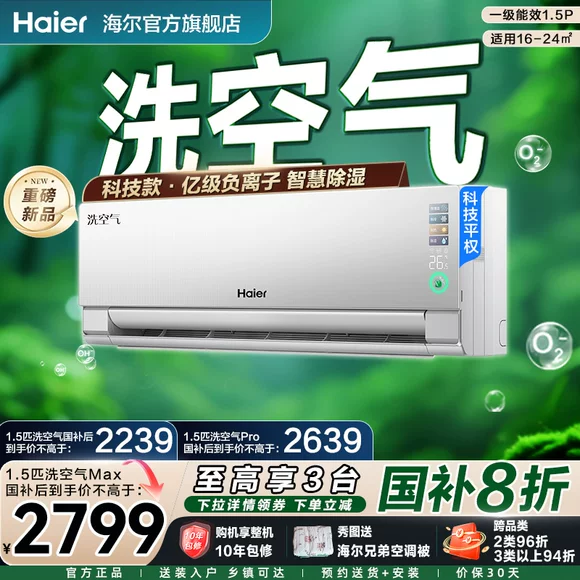 Haier 海尔官方旗舰店
一级能效1.5P
适用16-24㎡
洗空气
NEW
重磅
新品
科技款·亿级负离子 智慧除湿
科技平权
洗空气
26
Haier
O₂⁻
O₂⁻
OH⁻
OH⁻
1.5匹洗空气国补后
到手价不高于:
2239
1.5匹洗空气Pro
国补后到手价不高于:
2639
1.5匹洗空气Max
国补后到手价不高于:
¥2799
至高享3台
下拉详情领券 下单立减
国补8折
10年包修
购机享整机
10年包修
秀图送
海尔兄弟空调被
跨品类
2类96折
3类以上94折
官方正品
送装入户 乡镇可达
预约送货+安装
价保30天